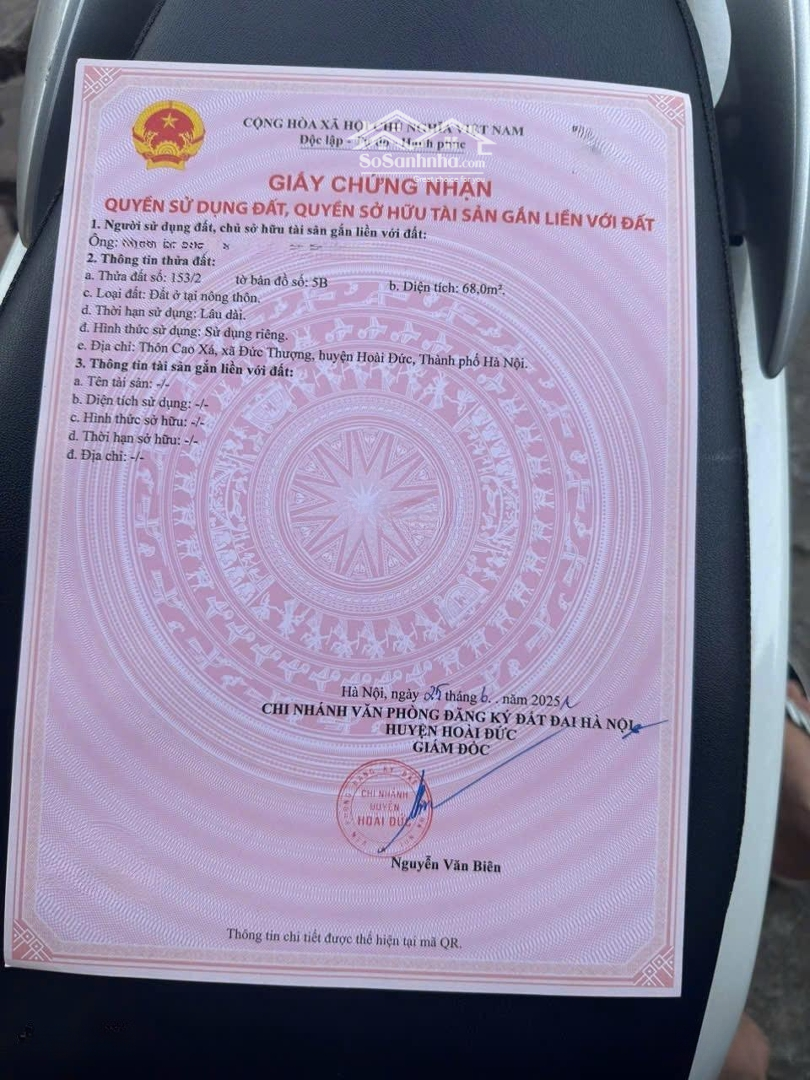 CỘNG HÒA XÃ HỘI CHỦ NGHĨA VIỆT NAM
Độc lập - Tự do - Hạnh phúc
SoSanhnha.com
GIẤY CHỨNG NHẬN
QUYỀN SỬ DỤNG ĐẤT, QUYỀN SỞ HỮU TÀI SẢN GẮN LIỀN VỚI ĐẤT
1. Người sử dụng đất, chủ sở hữu tài sản gắn liền với đất:
Ông:
2. Thông tin thửa đất:
a. Thửa đất số: 153/2 tờ bản đồ số: 5B b. Diện tích: 68,0m².
c. Loại đất: Đất ở tại nông thôn.
d. Thời hạn sử dụng: Lâu dài.
đ. Hình thức sử dụng: Sử dụng riêng.
e. Địa chỉ: Thôn Cao Xá, xã Đức Thượng, huyện Hoài Đức, Thành phố Hà Nội.
3. Thông tin tài sản gắn liền với đất:
a. Tên tài sản: -/-
b. Diện tích sử dụng: -/-
c. Hình thức sở hữu: -/-
d. Thời hạn sở hữu: -/-
đ. Địa chỉ: -/-
Hà Nội, ngày 25 tháng 6.. năm 2025
CHI NHÁNH VĂN PHÒNG ĐĂNG KÝ ĐẤT ĐAI HÀ NỘI
HUYỆN HOÀI ĐỨC
GIÁM ĐỐC
CHI NHÁNH
HUYỆN
HOÀI ĐỨC
Nguyễn Văn Biên
Thông tin chi tiết được thể hiện tại mã QR.